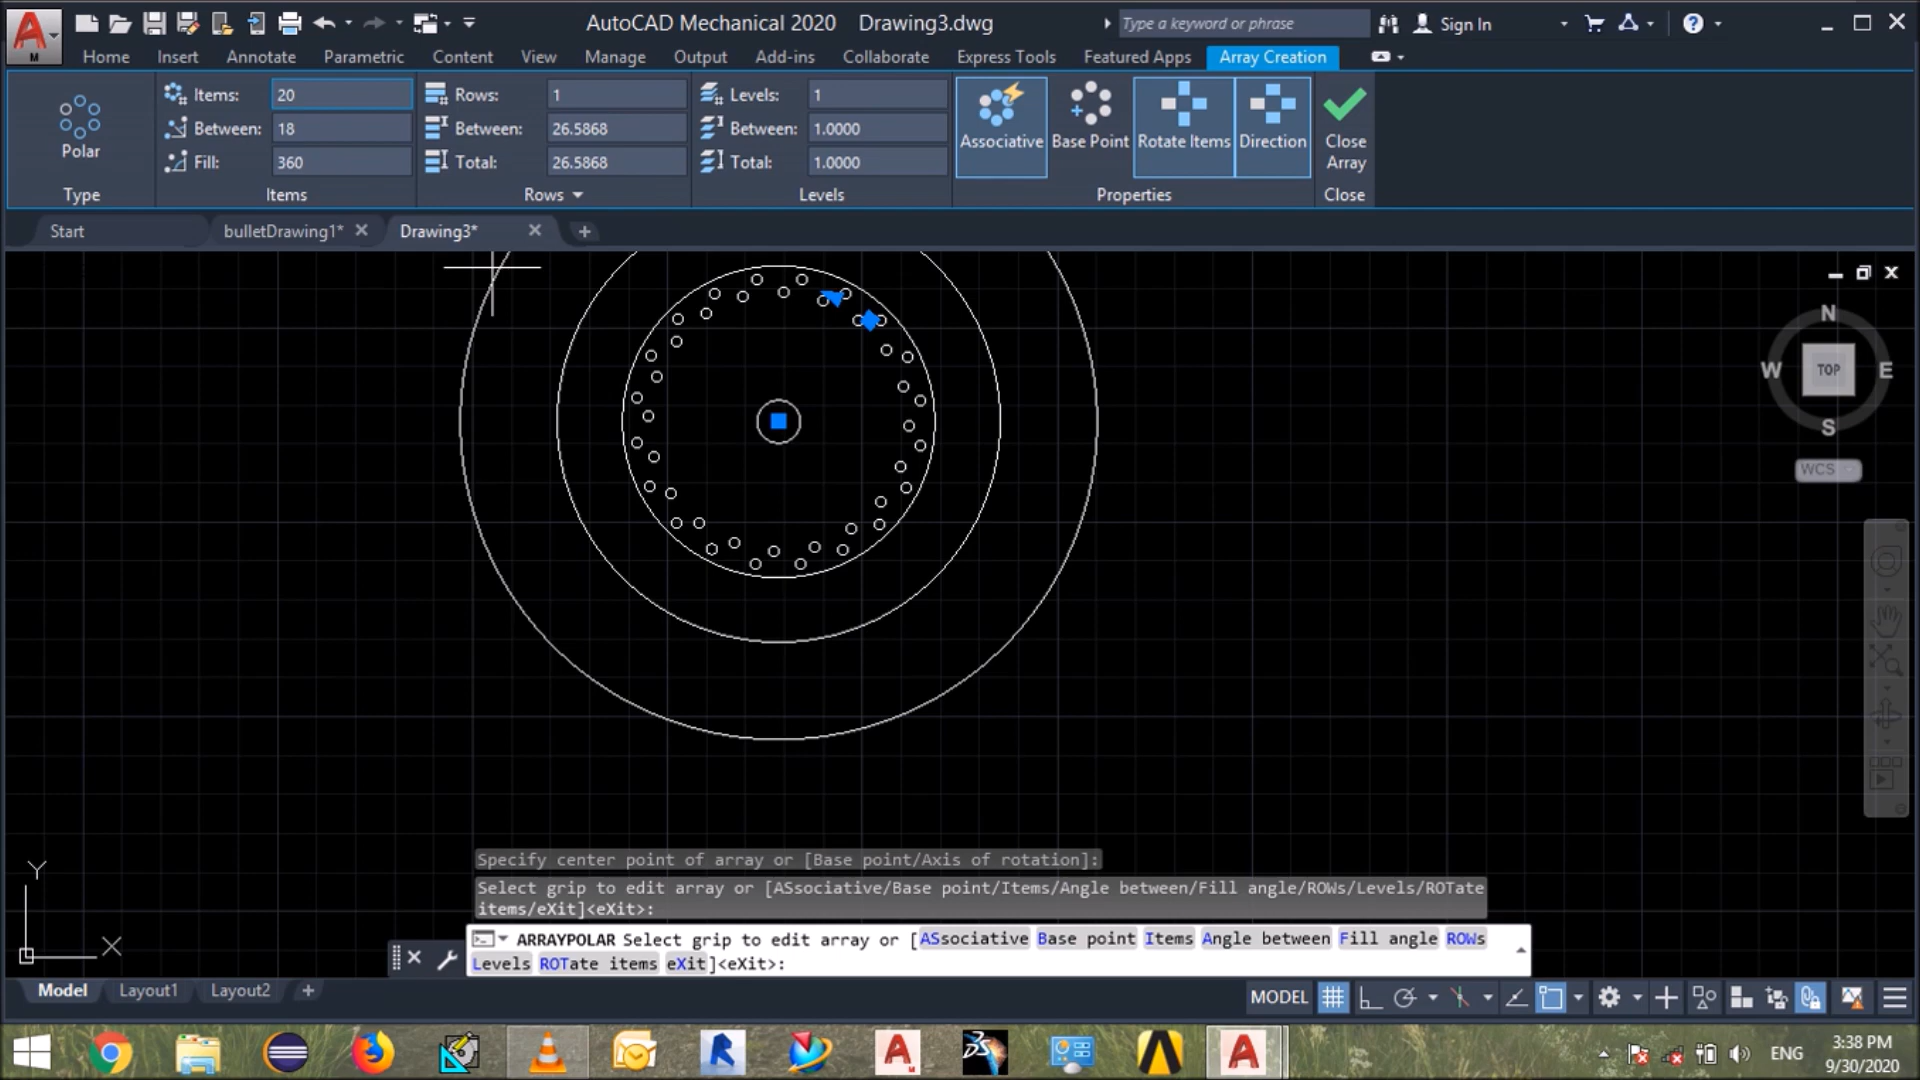 AutoCAD Mechanical 2020 Drawing3.dwg
Type a keyword or phrase
Sign In
M
Home Insert Annotate Parametric Content View Manage Output Add-ins Collaborate Express Tools Featured Apps Array Creation
Items: 20 Rows: 1 Levels: 1
Between: 18 Between: 26.5868 Between: 1.0000
Fill: 360 Total: 26.5868 Total: 1.0000
Polar
Associative Base Point Rotate Items Direction Close Array
Type Items Rows Levels Properties Close
Start bulletDrawing1* Drawing3*
N
W TOP E
S
WCS
Y
X
Specify center point of array or [Base point/Axis of rotation]:
Select grip to edit array or [ASsociative/Base point/Items/Angle between/Fill angle/ROWs/Levels/ROTate
items/eXit]<eXit>:
ARRAYPOLAR Select grip to edit array or [ASsociative Base point Items Angle between Fill angle ROWs
Levels ROTate items eXit]<eXit>:
Model Layout1 Layout2 +
MODEL
ENG
3:38 PM
9/30/2020